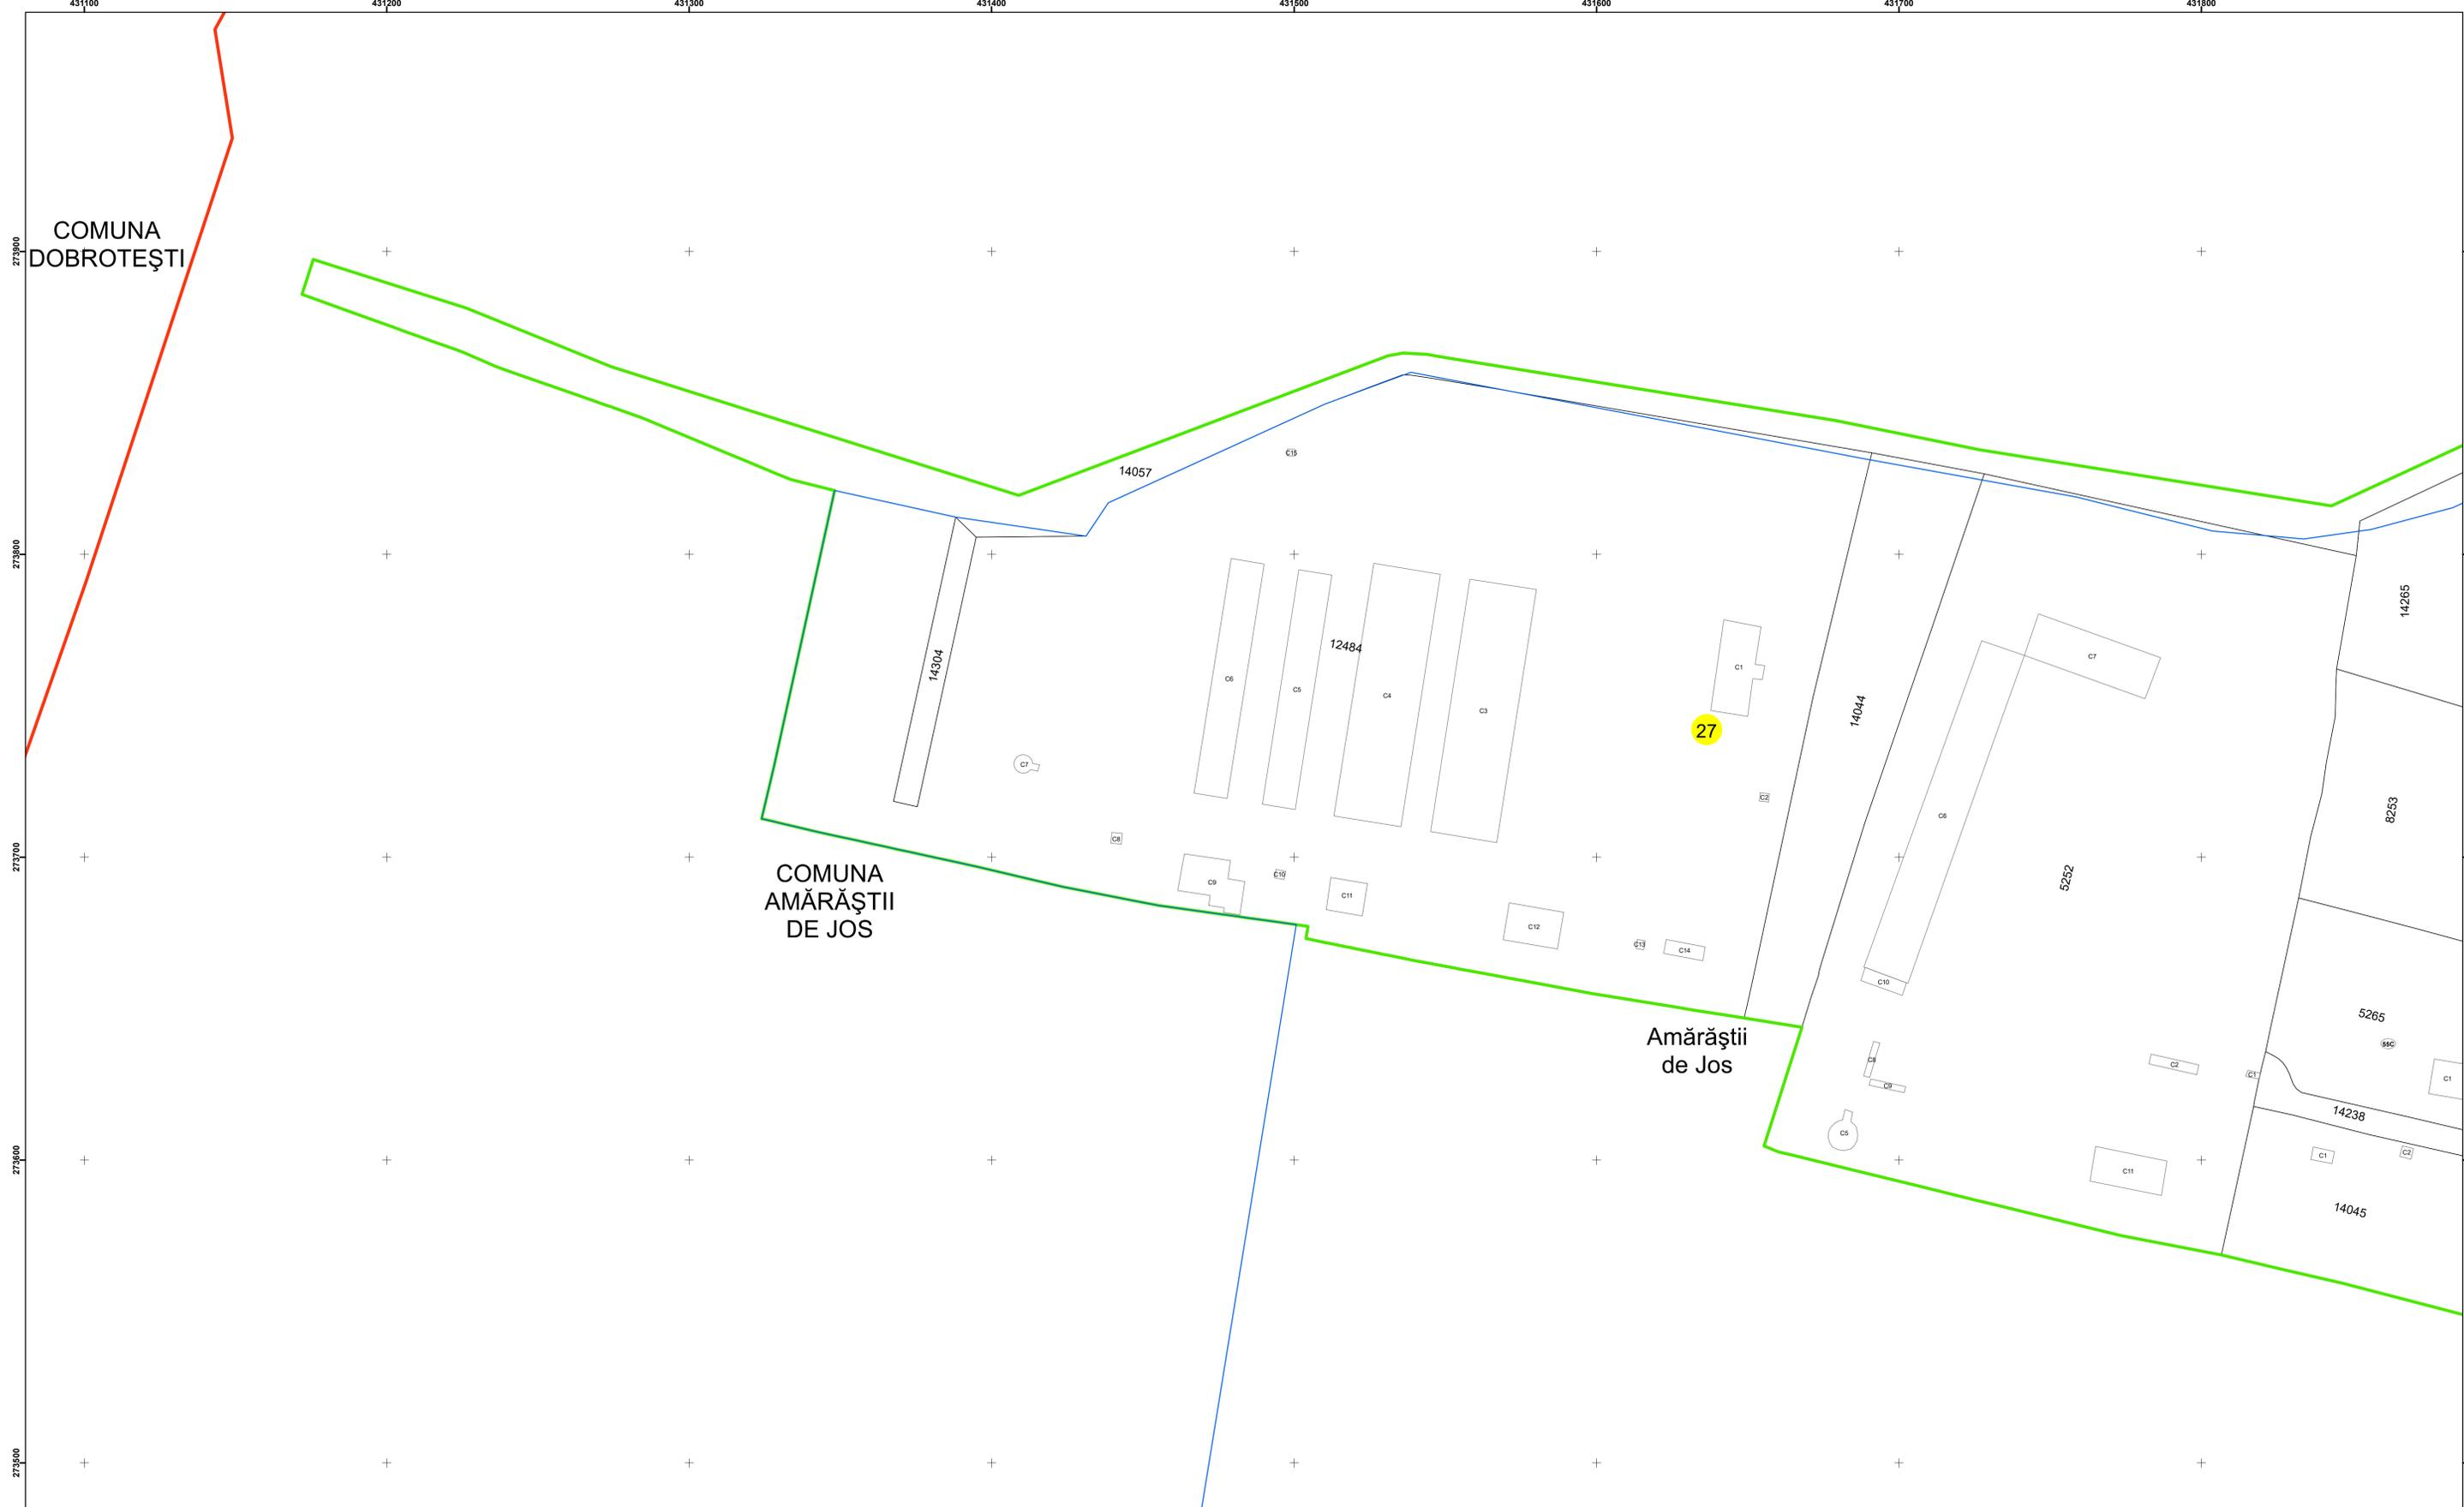 431100
431200
431300
431400
431500
431600
431700
431800
COMUNA
DOBROTEŞTI
273900
14057
C15
273800
14265
14304
12484
C6
C5
C4
C3
C1
27
14044
C7
C7
C2
C6
8253
273700
C8
C9
C10
C11
C12
C13
C14
5252
COMUNA
AMĂRĂŞTII
DE JOS
C10
5265
Amărăştii
de Jos
55C
C8
C9
C2
C1
C1
14238
C5
273600
C11
C1
C2
14045
273500